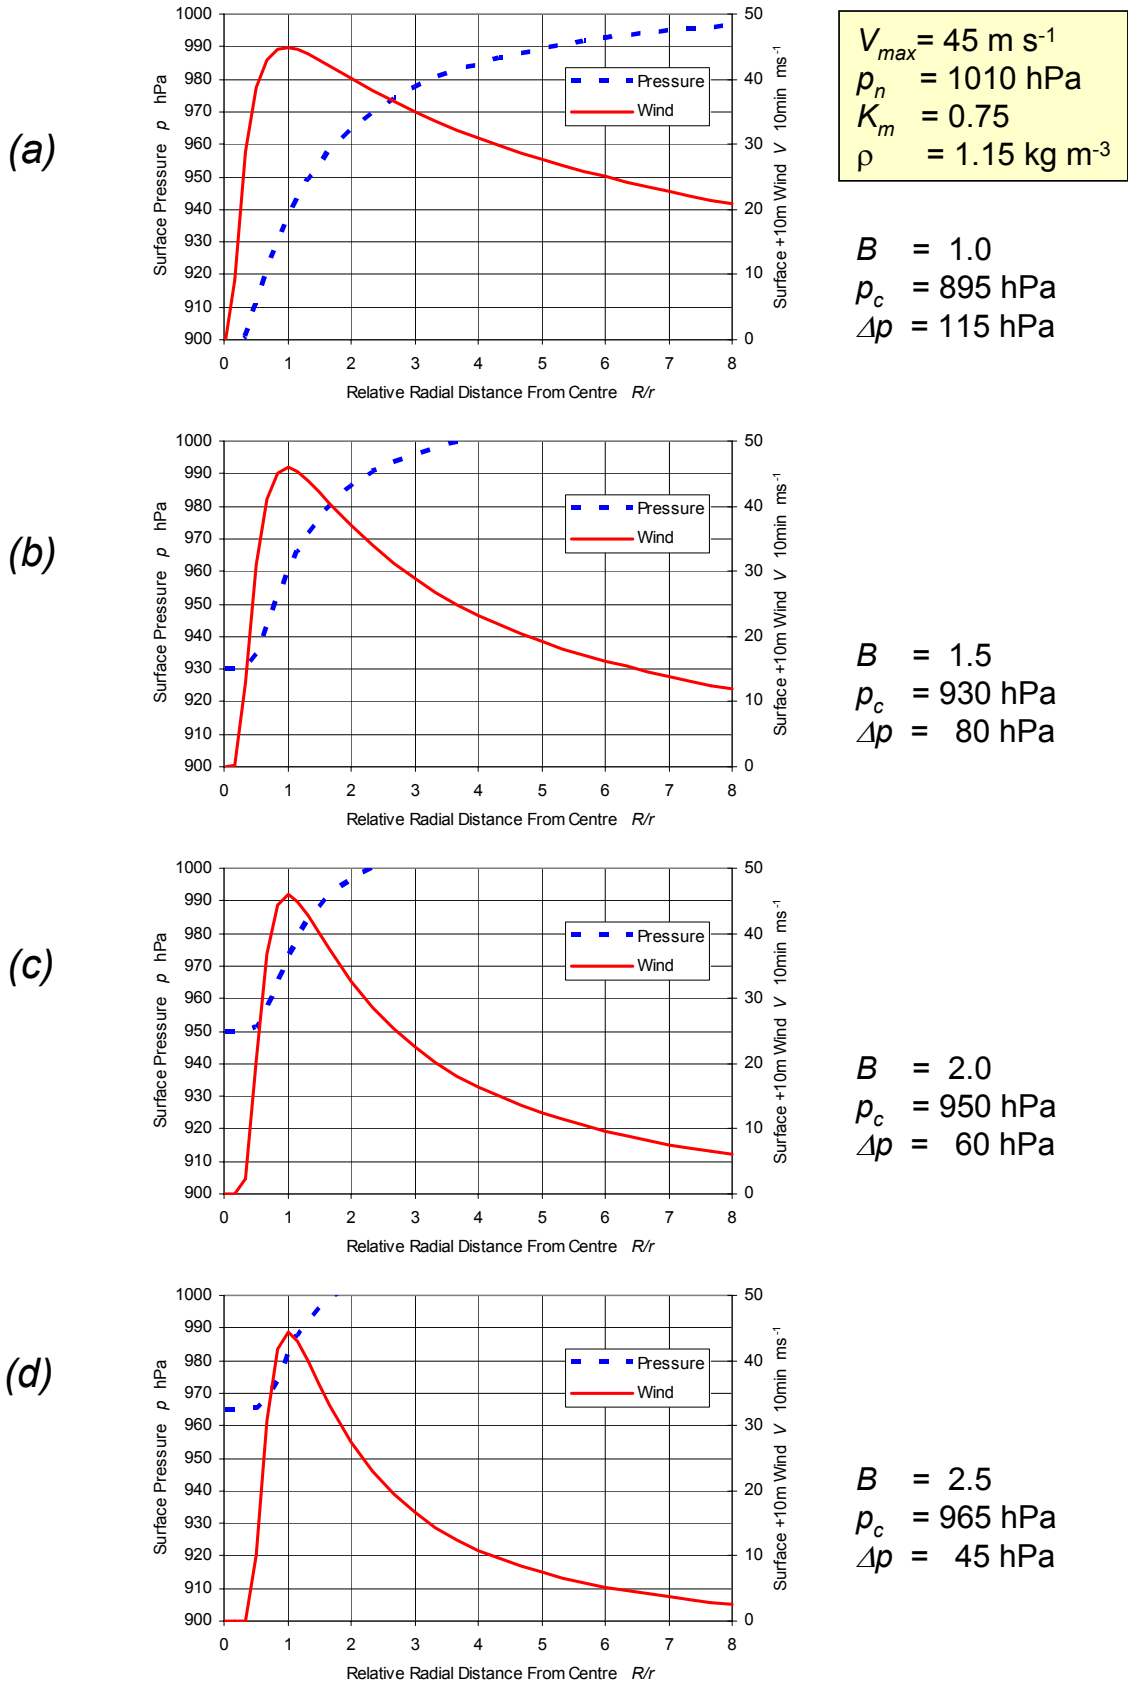 V_max = 45 m s⁻¹
p_n = 1010 hPa
K_m = 0.75
ρ = 1.15 kg m⁻³
(a)
Surface Pressure p hPa
1000
990
980
970
960
950
940
930
920
910
900
Pressure
Wind
50
40
30
20
10
0
Surface +10m Wind V 10min ms⁻¹
0 1 2 3 4 5 6 7 8
Relative Radial Distance From Centre R/r
B = 1.0
p_c = 895 hPa
Δp = 115 hPa
(b)
Surface Pressure p hPa
1000
990
980
970
960
950
940
930
920
910
900
Pressure
Wind
50
40
30
20
10
0
Surface +10m Wind V 10min ms⁻¹
0 1 2 3 4 5 6 7 8
Relative Radial Distance From Centre R/r
B = 1.5
p_c = 930 hPa
Δp = 80 hPa
(c)
Surface Pressure p hPa
1000
990
980
970
960
950
940
930
920
910
900
Pressure
Wind
50
40
30
20
10
0
Surface +10m Wind V 10min ms⁻¹
0 1 2 3 4 5 6 7 8
Relative Radial Distance From Centre R/r
B = 2.0
p_c = 950 hPa
Δp = 60 hPa
(d)
Surface Pressure p hPa
1000
990
980
970
960
950
940
930
920
910
900
Pressure
Wind
50
40
30
20
10
0
Surface +10m Wind V 10min ms⁻¹
0 1 2 3 4 5 6 7 8
Relative Radial Distance From Centre R/r
B = 2.5
p_c = 965 hPa
Δp = 45 hPa